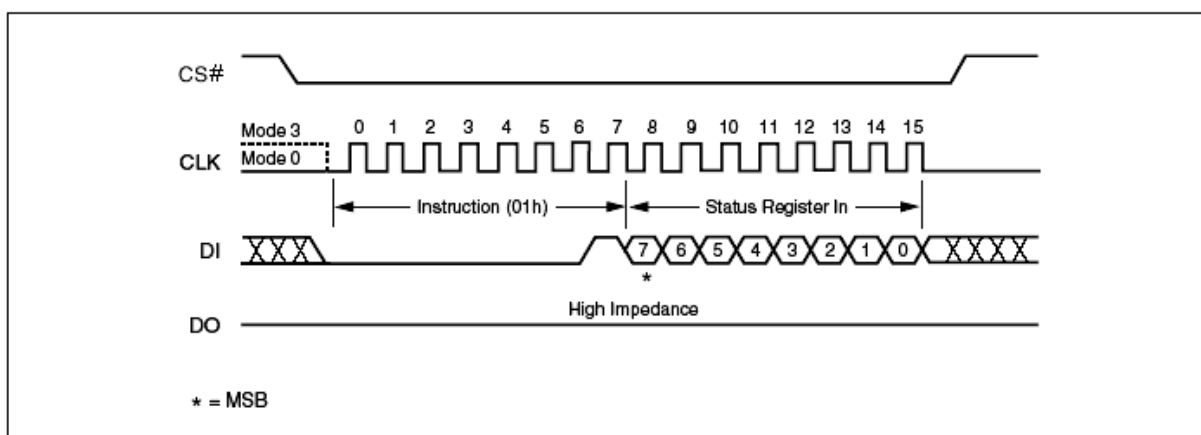 CS#
Mode 3 0 1 2 3 4 5 6 7 8 9 10 11 12 13 14 15
CLK Mode 0
Instruction (01h) Status Register In
DI 7 6 5 4 3 2 1 0
*
High Impedance
DO
* = MSB